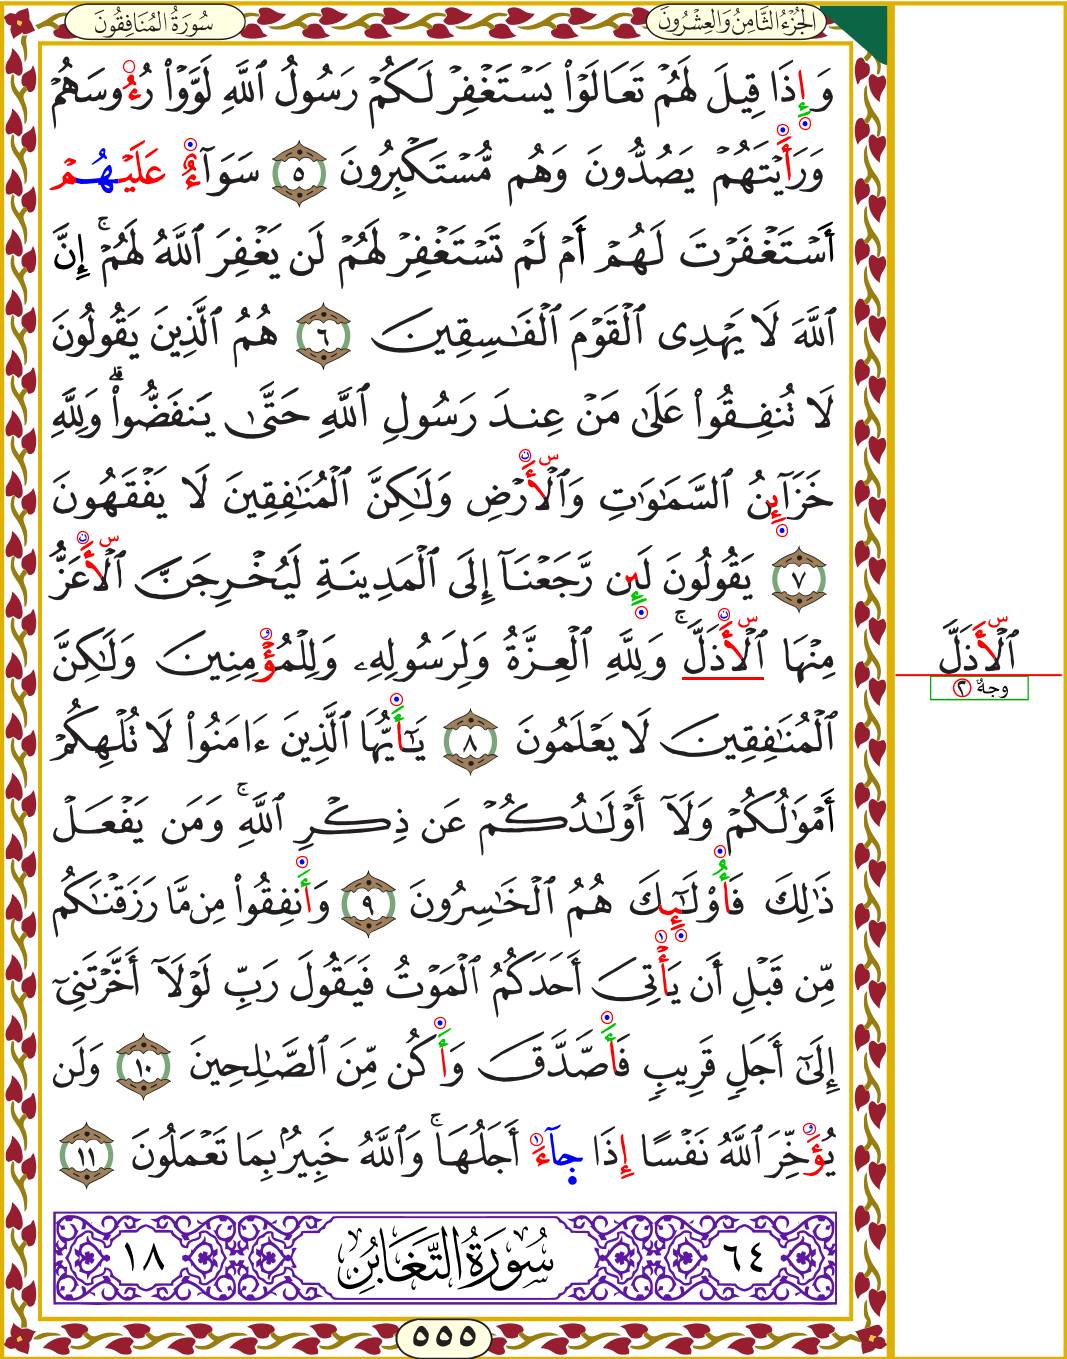 الجُزْءُ الثَّامِنُ وَالعِشْرُونَ
سُورَةُ المُنَافِقُونَ
وَإِذَا قِيلَ لَهُمْ تَعَالَوْا۟ يَسْتَغْفِرْ لَكُمْ رَسُولُ ٱللَّهِ لَوَّوْا۟ رُءُوسَهُمْ
وَرَأَيْتَهُمْ يَصُدُّونَ وَهُم مُّسْتَكْبِرُونَ ٥ سَوَآءٌ عَلَيْهُمْ
أَسْتَغْفَرْتَ لَهُمْ أَمْ لَمْ تَسْتَغْفِرْ لَهُمْ لَن يَغْفِرَ ٱللَّهُ لَهُمْ ۚ إِنَّ
ٱللَّهَ لَا يَهْدِى ٱلْقَوْمَ ٱلْفَـٰسِقِينَ ٦ هُمُ ٱلَّذِينَ يَقُولُونَ
لَا تُنفِقُوا۟ عَلَىٰ مَنْ عِندَ رَسُولِ ٱللَّهِ حَتَّىٰ يَنفَضُّوا۟ ۗ وَلِلَّهِ
خَزَآئِنُ ٱلسَّمَـٰوَٰتِ وَٱلْأَرْضِ وَلَـٰكِنَّ ٱلْمُنَـٰفِقِينَ لَا يَفْقَهُونَ
٧ يَقُولُونَ لَئِن رَّجَعْنَآ إِلَى ٱلْمَدِينَةِ لَيُخْرِجَنَّ ٱلْأَعَزُّ
مِنْهَا ٱلْأَذَلَّ ۚ وَلِلَّهِ ٱلْعِزَّةُ وَلِرَسُولِهِۦ وَلِلْمُؤْمِنِينَ وَلَـٰكِنَّ
ٱلْمُنَـٰفِقِينَ لَا يَعْلَمُونَ ٨ يَـٰٓأَيُّهَا ٱلَّذِينَ ءَامَنُوا۟ لَا تُلْهِكُمْ
أَمْوَٰلُكُمْ وَلَآ أَوْلَـٰدُكُمْ عَن ذِكْرِ ٱللَّهِ ۚ وَمَن يَفْعَلْ
ذَٰلِكَ فَأُو۟لَـٰٓئِكَ هُمُ ٱلْخَـٰسِرُونَ ٩ وَأَنفِقُوا۟ مِن مَّا رَزَقْنَـٰكُم
مِّن قَبْلِ أَن يَأْتِىَ أَحَدَكُمُ ٱلْمَوْتُ فَيَقُولَ رَبِّ لَوْلَآ أَخَّرْتَنِىٓ
إِلَىٰٓ أَجَلٍ قَرِيبٍ فَأَصَّدَّقَ وَأَكُن مِّنَ ٱلصَّـٰلِحِينَ ١٠ وَلَن
يُؤَخِّرَ ٱللَّهُ نَفْسًا إِذَا جَآءَ أَجَلُهَا ۚ وَٱللَّهُ خَبِيرٌۢ بِمَا تَعْمَلُونَ ١١
٦٤ سُورَةُ التَّغَابُنِ ١٨
٥٥٥
ٱلْأَذَلَّ
وجهٌ ٢